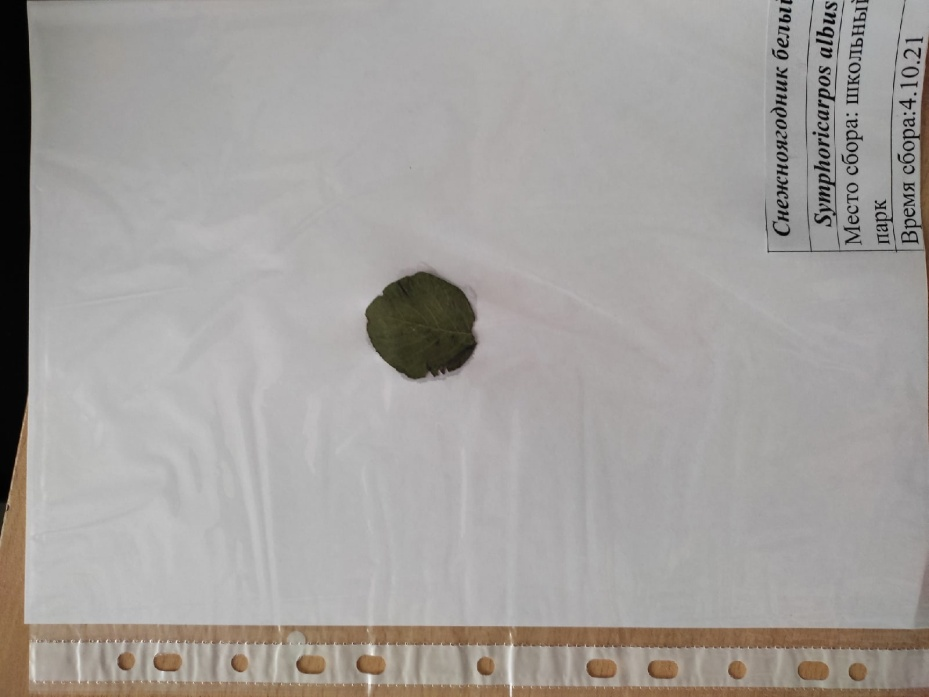 Снежноягодник белый
Symphoricarpos albus
Место сбора: школьный
парк
Время сбора:4.10.21